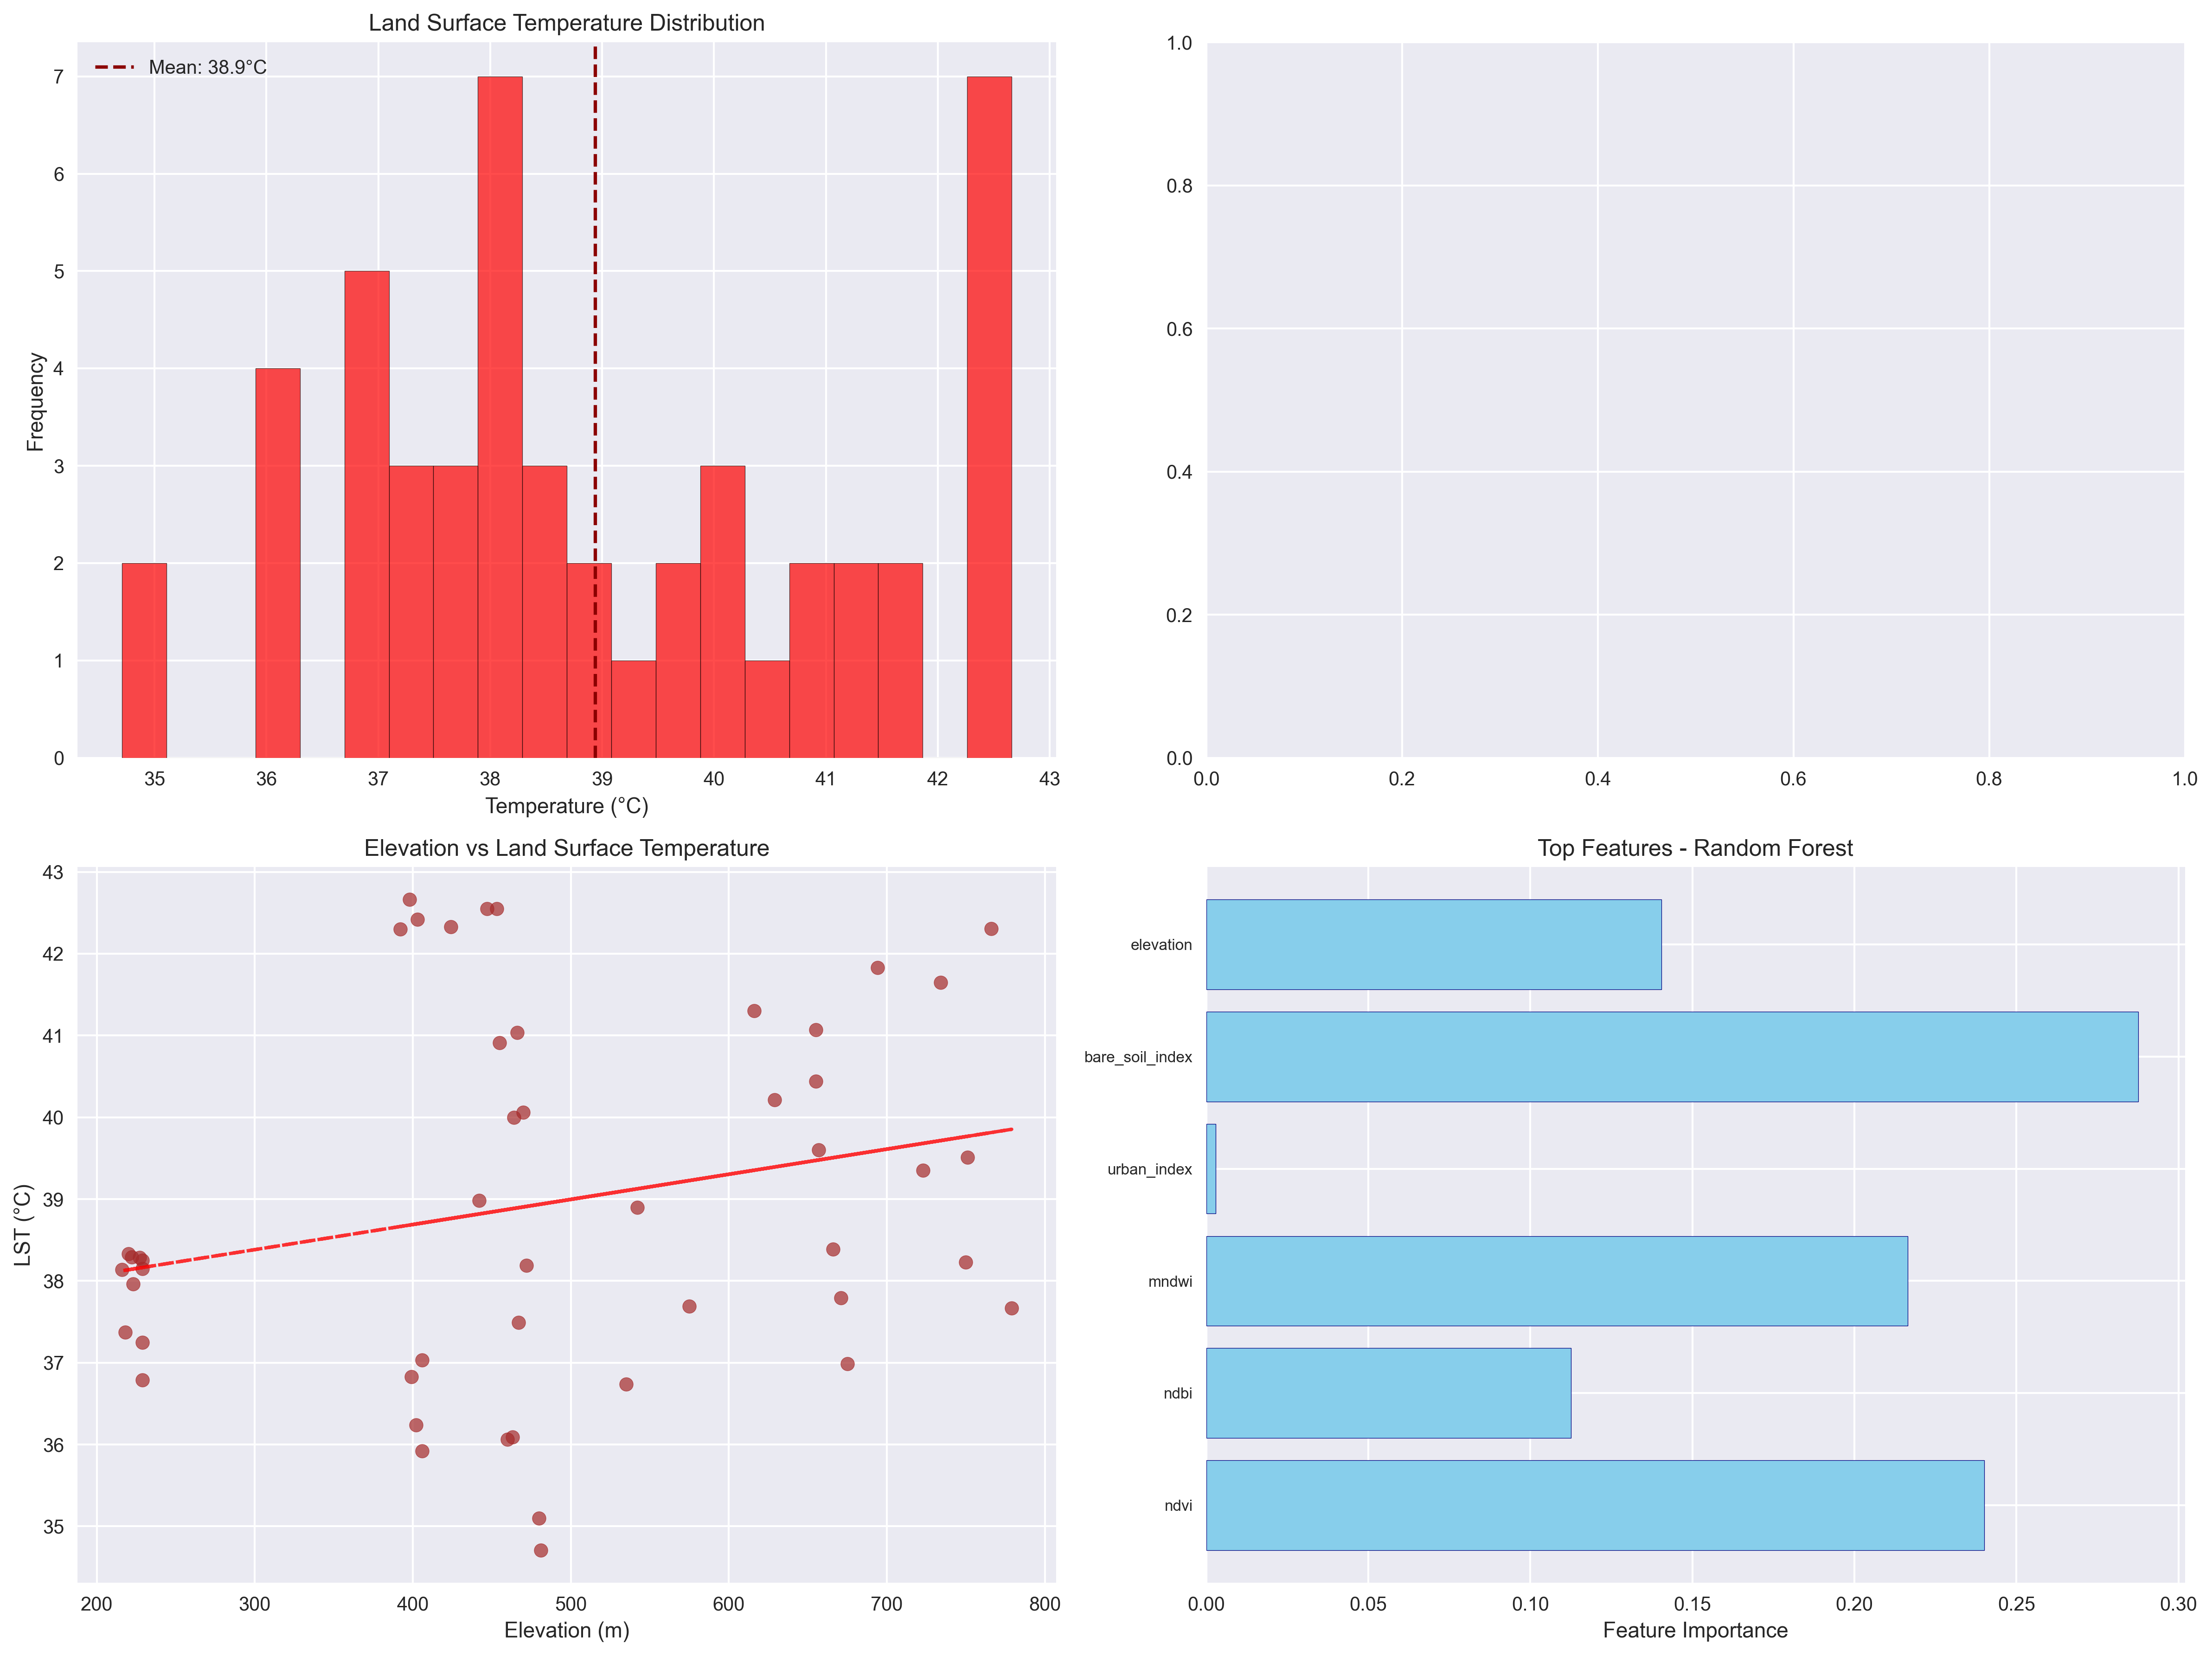 Land Surface Temperature Distribution
Mean: 38.9°C
Frequency
7
6
5
4
3
2
1
0
35 36 37 38 39 40 41 42 43
Temperature (°C)
1.0
0.8
0.6
0.4
0.2
0.0
0.0 0.2 0.4 0.6 0.8 1.0
Elevation vs Land Surface Temperature
LST (°C)
43
42
41
40
39
38
37
36
35
200 300 400 500 600 700 800
Elevation (m)
Top Features - Random Forest
elevation
bare_soil_index
urban_index
mndwi
ndbi
ndvi
0.00 0.05 0.10 0.15 0.20 0.25 0.30
Feature Importance